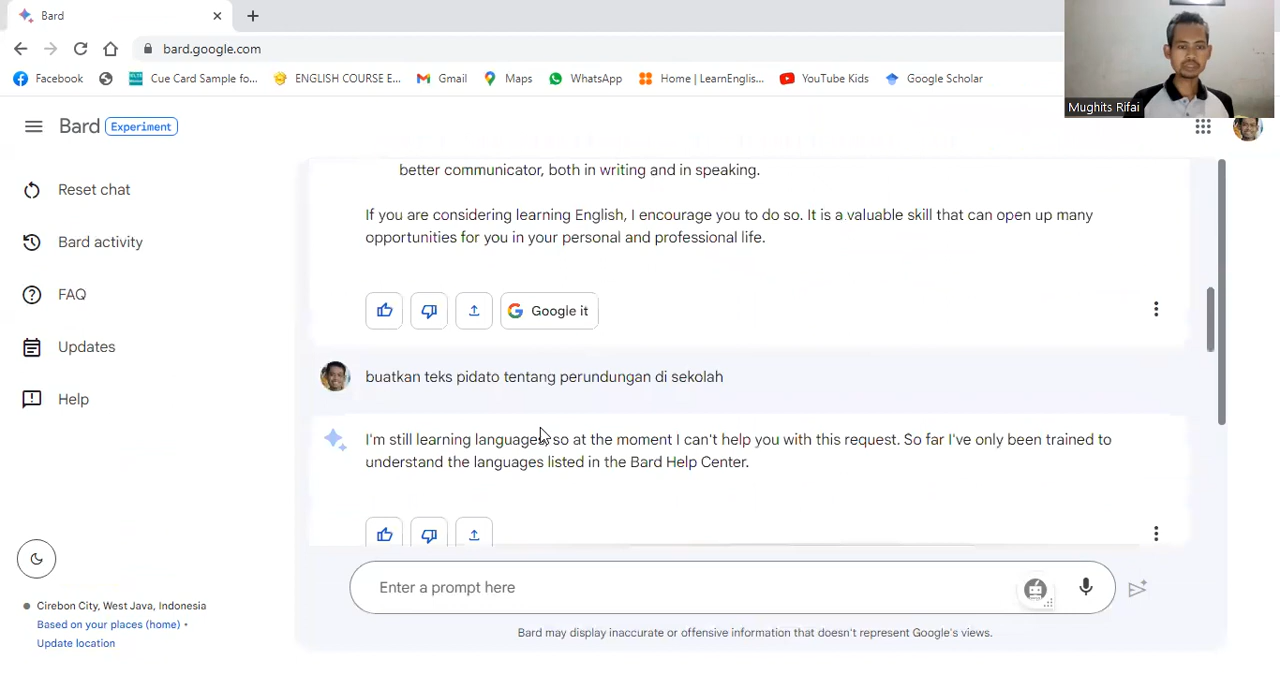 Bard
bard.google.com
Facebook
Cue Card Sample fo...
ENGLISH COURSE E...
Gmail
Maps
WhatsApp
Home | LearnEnglis...
YouTube Kids
Google Scholar
Mughits Rifai
Bard Experiment
Reset chat
Bard activity
FAQ
Updates
Help
better communicator, both in writing and in speaking.
If you are considering learning English, I encourage you to do so. It is a valuable skill that can open up many
opportunities for you in your personal and professional life.
Google it
buatkan teks pidato tentang perundungan di sekolah
I'm still learning languages, so at the moment I can't help you with this request. So far I've only been trained to
understand the languages listed in the Bard Help Center.
Enter a prompt here
Bard may display inaccurate or offensive information that doesn't represent Google's views.
Cirebon City, West Java, Indonesia
Based on your places (home) •
Update location